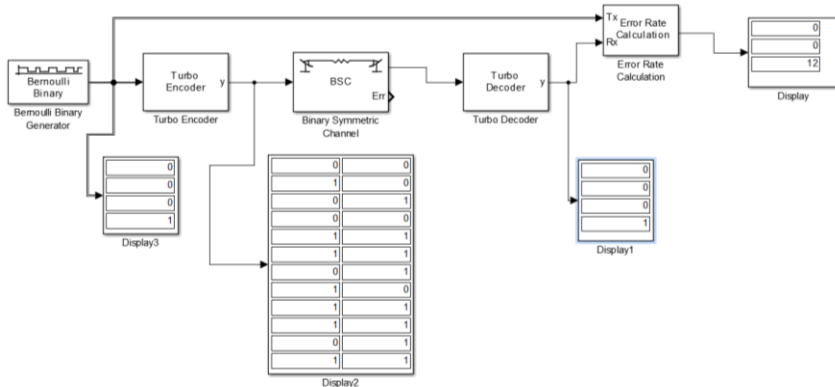 Bernoulli
Binary
Bernoulli Binary
Generator
Turbo
Encoder
y
Turbo Encoder
BSC
Err
Binary Symmetric
Channel
Turbo
Decoder
y
Turbo Decoder
Tx
Rx
Error Rate
Calculation
Error Rate
Calculation
0
0
12
Display
0
0
0
1
Display3
0 0
1 0
0 1
0 0
1 1
1 1
0 1
1 0
1 1
1 1
0 1
1 1
Display2
0
0
0
1
Display1